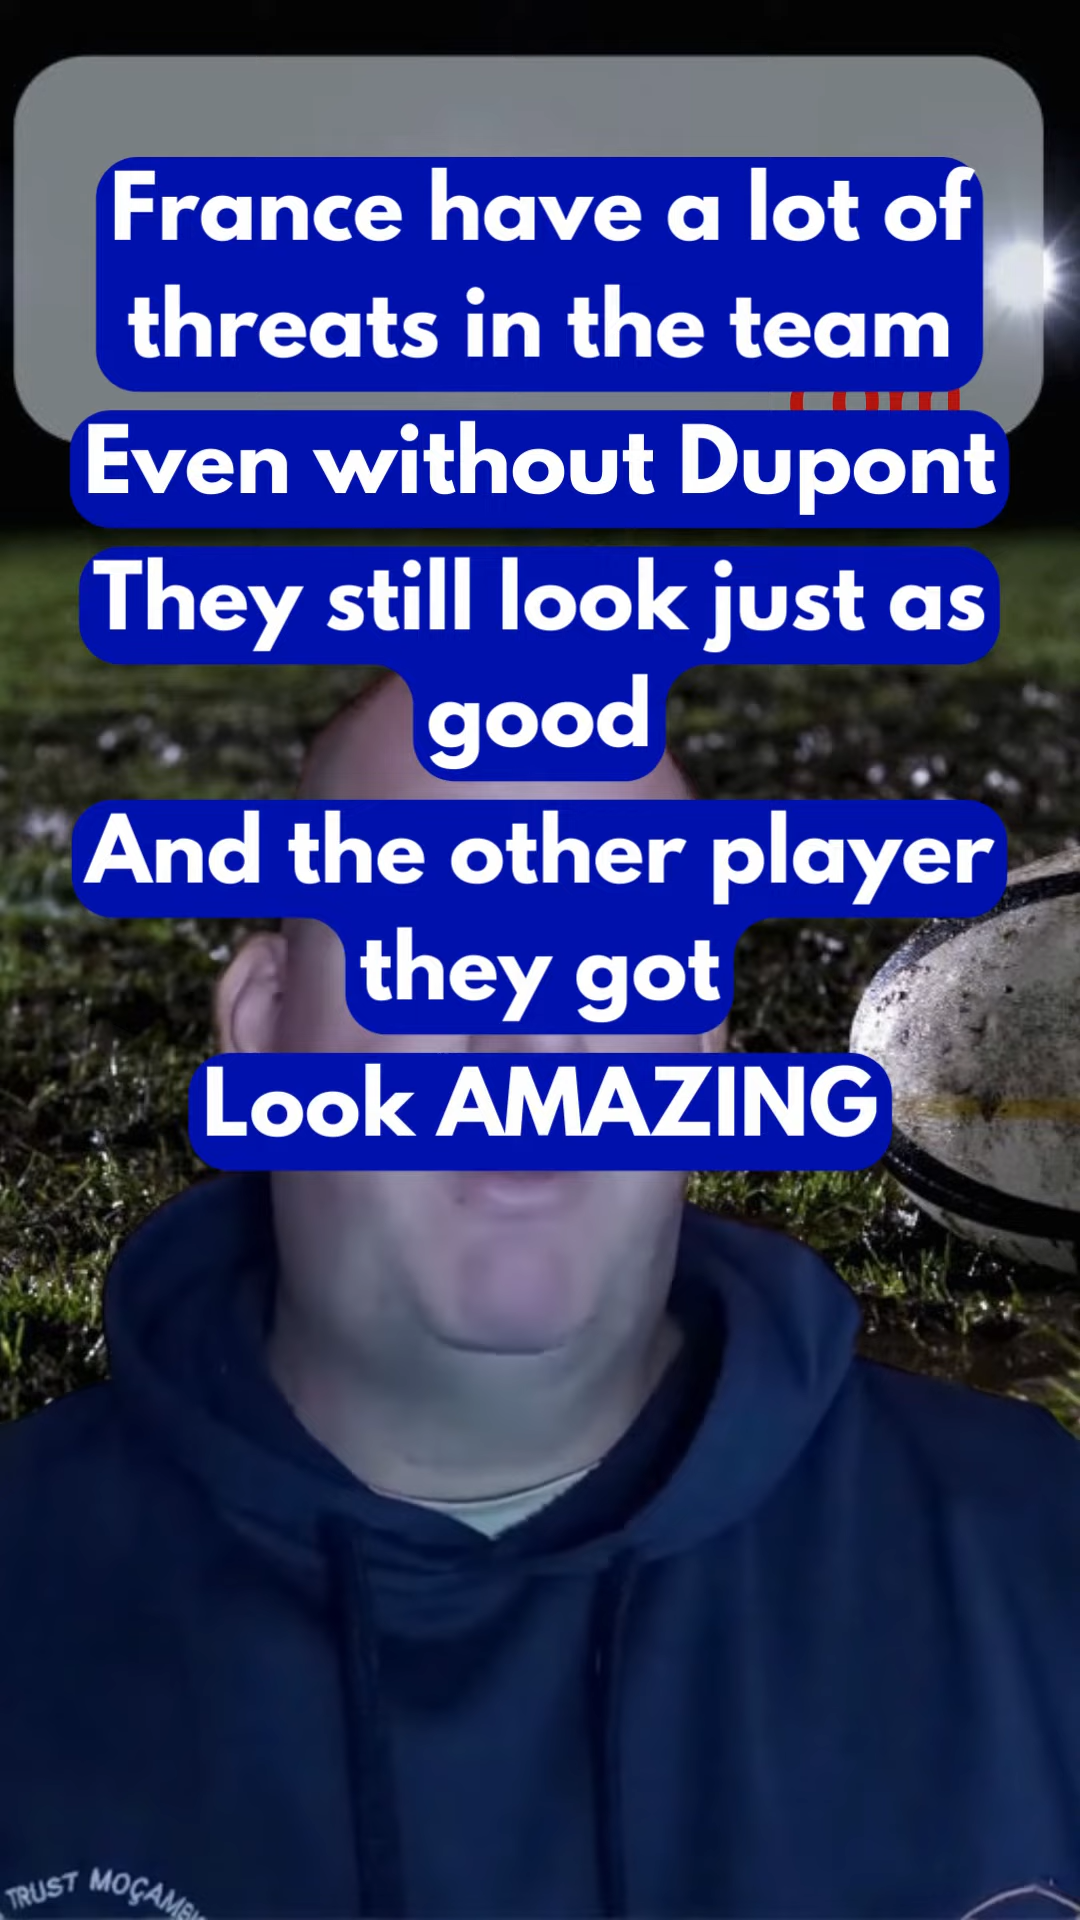 France have a lot of
threats in the team
Even without Dupont
They still look just as
good
And the other player
they got
Look AMAZING
TRUST MOÇAMBI